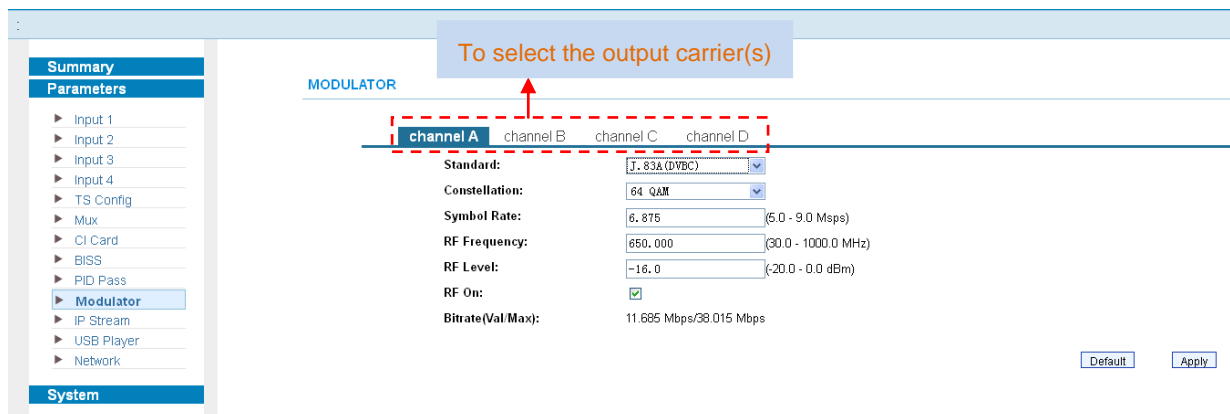 :
To select the output carrier(s)
Summary
Parameters
Input 1
Input 2
Input 3
Input 4
TS Config
Mux
CI Card
BISS
PID Pass
Modulator
IP Stream
USB Player
Network
System
MODULATOR
channel A channel B channel C channel D
Standard: J.83A(DVBC)
Constellation: 64 QAM
Symbol Rate: 6.875 (5.0 - 9.0 Msps)
RF Frequency: 650.000 (30.0 - 1000.0 MHz)
RF Level: -16.0 (-20.0 - 0.0 dBm)
RF On:
Bitrate(Val/Max): 11.685 Mbps/38.015 Mbps
Default Apply